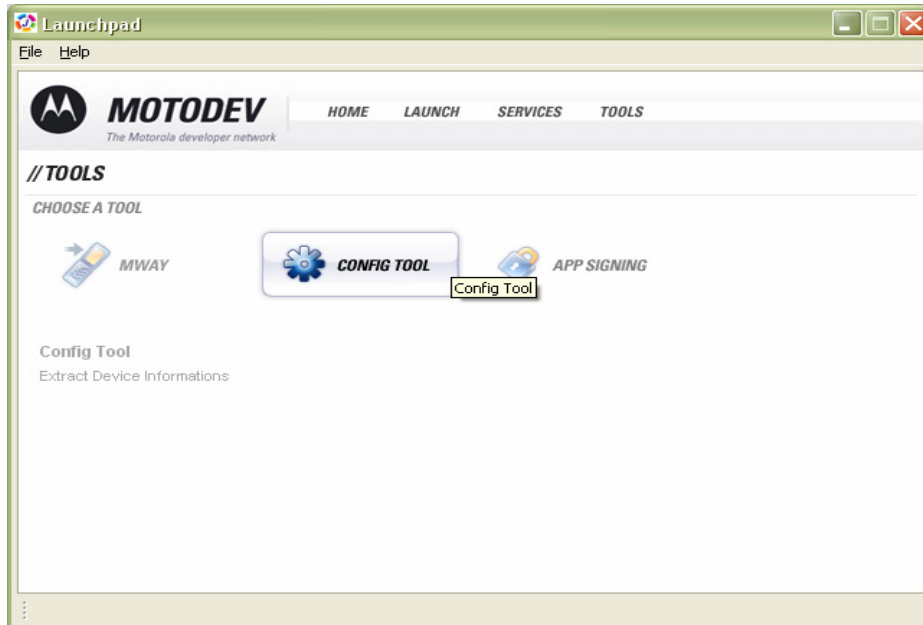 Launchpad
File Help
MOTODEV HOME LAUNCH SERVICES TOOLS
The Motorola developer network
// TOOLS
CHOOSE A TOOL
MWAY CONFIG TOOL APP SIGNING
Config Tool
Config Tool
Extract Device Informations